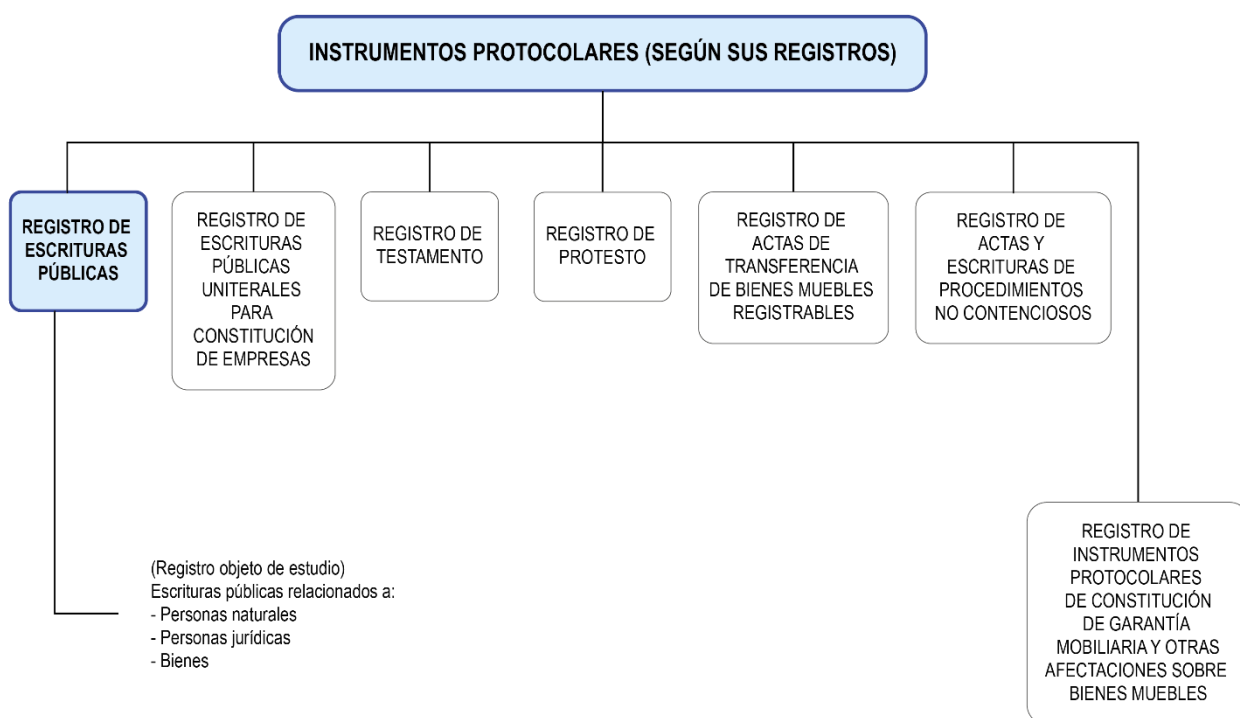 INSTRUMENTOS PROTOCOLARES (SEGÚN SUS REGISTROS)
REGISTRO DE
ESCRITURAS
PÚBLICAS
REGISTRO DE
ESCRITURAS
PÚBLICAS
UNITERALES
PARA
CONSTITUCIÓN
DE EMPRESAS
REGISTRO DE
TESTAMENTO
REGISTRO DE
PROTESTO
REGISTRO DE
ACTAS DE
TRANSFERENCIA
DE BIENES MUEBLES
REGISTRABLES
REGISTRO DE
ACTAS Y
ESCRITURAS DE
PROCEDIMIENTOS
NO CONTENCIOSOS
(Registro objeto de estudio)
Escrituras públicas relacionados a:
- Personas naturales
- Personas jurídicas
- Bienes
REGISTRO DE
INSTRUMENTOS
PROTOCOLARES
DE CONSTITUCIÓN
DE GARANTÍA
MOBILIARIA Y OTRAS
AFECTACIONES SOBRE
BIENES MUEBLES